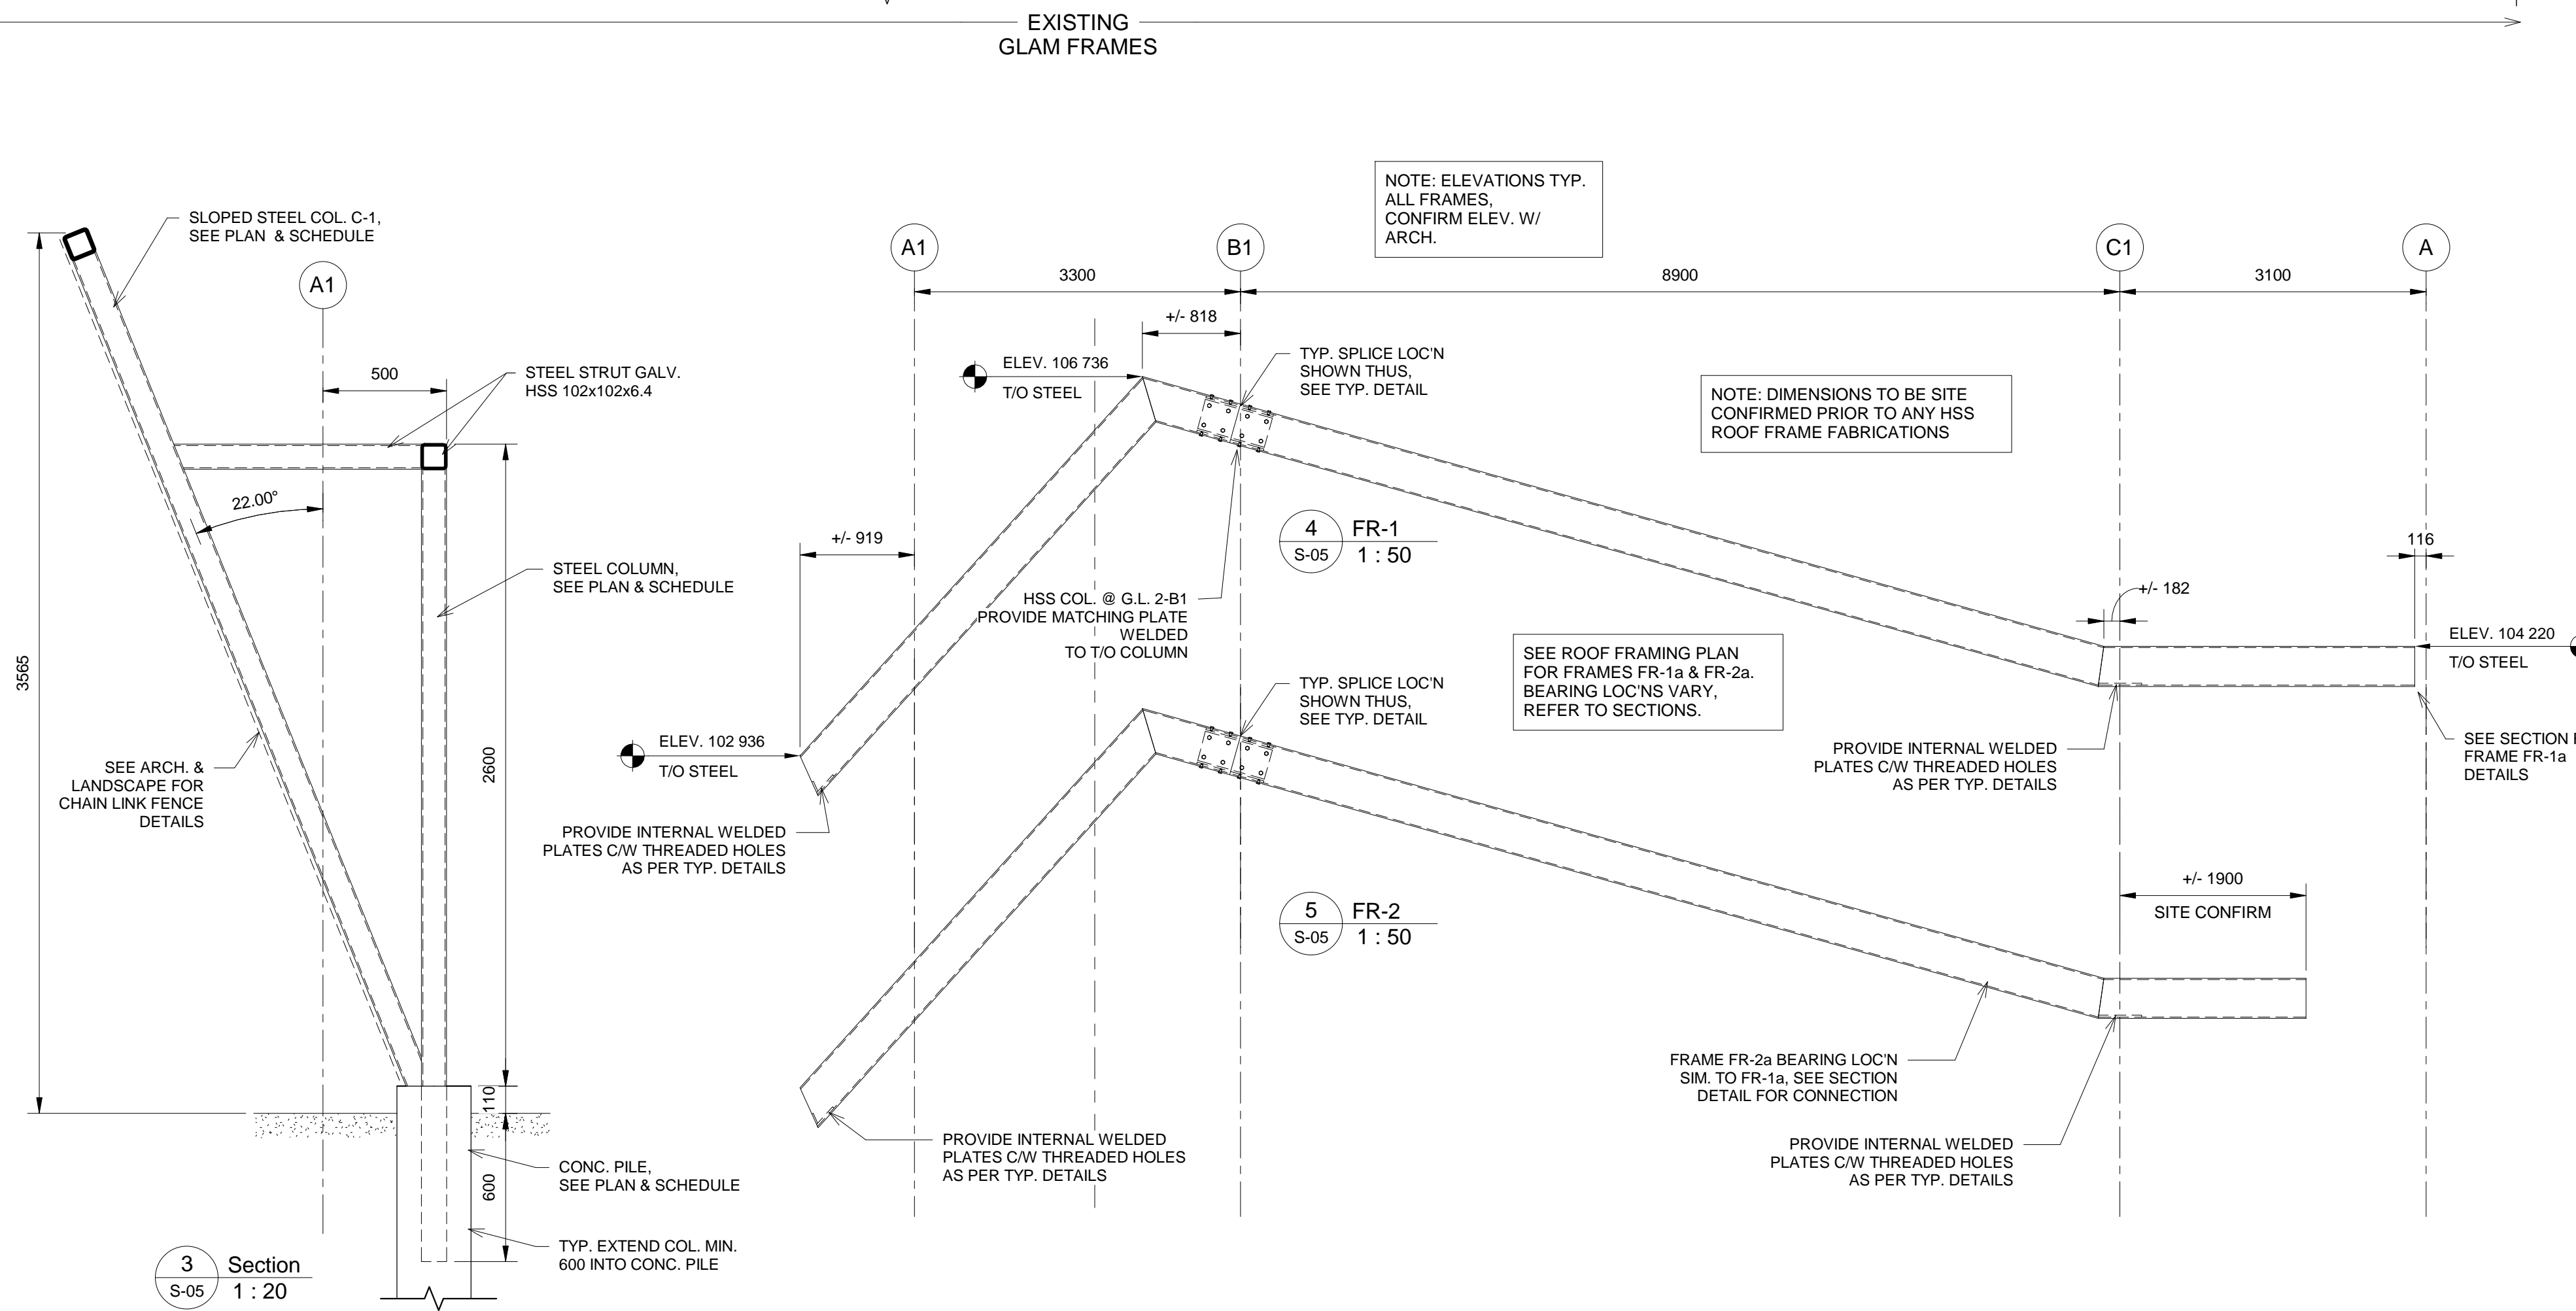 EXISTING
GLAM FRAMES
SLOPED STEEL COL. C-1,
SEE PLAN & SCHEDULE
A1
500
STEEL STRUT GALV.
HSS 102x102x6.4
22.00°
STEEL COLUMN,
SEE PLAN & SCHEDULE
3565
2600
SEE ARCH. &
LANDSCAPE FOR
CHAIN LINK FENCE
DETAILS
110
600
CONC. PILE,
SEE PLAN & SCHEDULE
TYP. EXTEND COL. MIN.
600 INTO CONC. PILE
3
S-05
Section
1 : 20
NOTE: ELEVATIONS TYP.
ALL FRAMES,
CONFIRM ELEV. W/
ARCH.
A1
B1
C1
A
3300
8900
3100
+/- 818
ELEV. 106 736
T/O STEEL
TYP. SPLICE LOC'N
SHOWN THUS,
SEE TYP. DETAIL
NOTE: DIMENSIONS TO BE SITE
CONFIRMED PRIOR TO ANY HSS
ROOF FRAME FABRICATIONS
+/- 919
4
S-05
FR-1
1 : 50
116
+/- 182
HSS COL. @ G.L. 2-B1
PROVIDE MATCHING PLATE
WELDED
TO T/O COLUMN
SEE ROOF FRAMING PLAN
FOR FRAMES FR-1a & FR-2a.
BEARING LOC'NS VARY,
REFER TO SECTIONS.
ELEV. 104 220
T/O STEEL
TYP. SPLICE LOC'N
SHOWN THUS,
SEE TYP. DETAIL
ELEV. 102 936
T/O STEEL
PROVIDE INTERNAL WELDED
PLATES C/W THREADED HOLES
AS PER TYP. DETAILS
SEE SECTION
FRAME FR-1a
DETAILS
PROVIDE INTERNAL WELDED
PLATES C/W THREADED HOLES
AS PER TYP. DETAILS
5
S-05
FR-2
1 : 50
+/- 1900
SITE CONFIRM
FRAME FR-2a BEARING LOC'N
SIM. TO FR-1a, SEE SECTION
DETAIL FOR CONNECTION
PROVIDE INTERNAL WELDED
PLATES C/W THREADED HOLES
AS PER TYP. DETAILS
PROVIDE INTERNAL WELDED
PLATES C/W THREADED HOLES
AS PER TYP. DETAILS